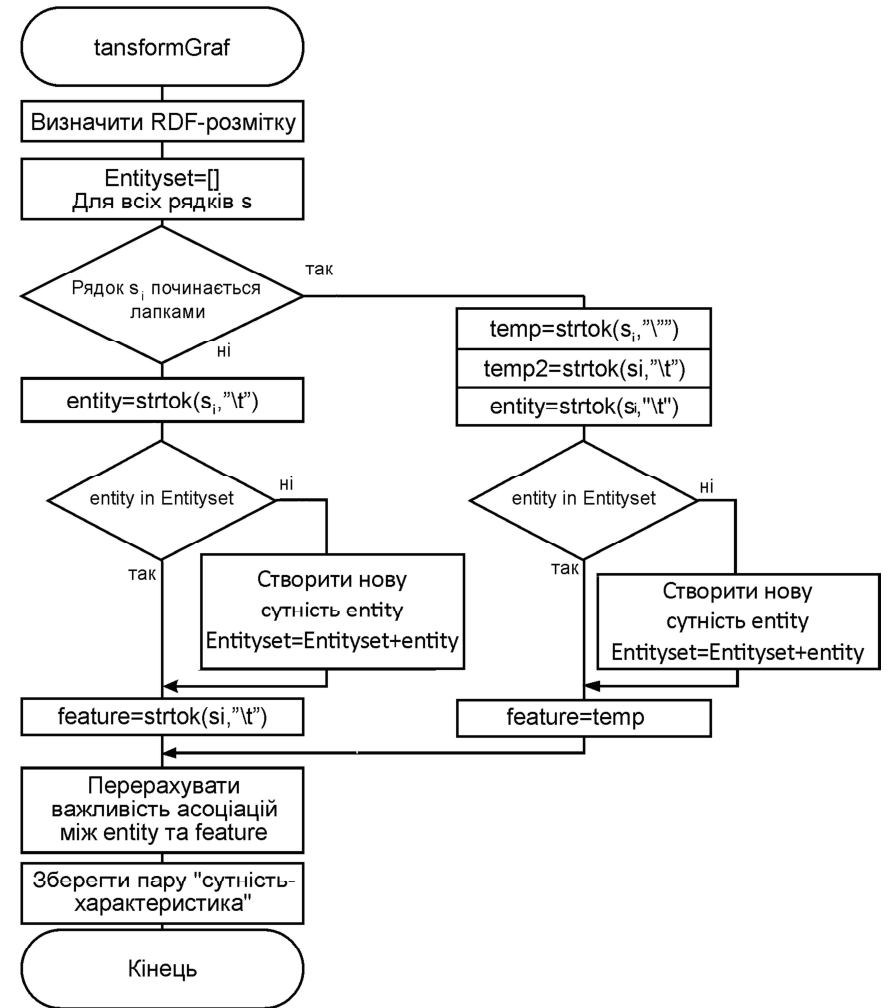 tansformGraf
Визначити RDF-розмітку
Entityset=[]
Для всіх рядків s
Рядок si починається
лапками
так
ні
entity=strtok(si,”\t”)
entity in Entityset
ні
так
Створити нову
сутність entity
Entityset=Entityset+entity
feature=strtok(si,”\t”)
temp=strtok(si,”\"”)
temp2=strtok(si,”\t”)
entity=strtok(si,"\t")
entity in Entityset
ні
так
Створити нову
сутність entity
Entityset=Entityset+entity
feature=temp
Перерахувати
важливість асоціацій
між entity та feature
Зберегти пару "сутність-
характеристика"
Кінець